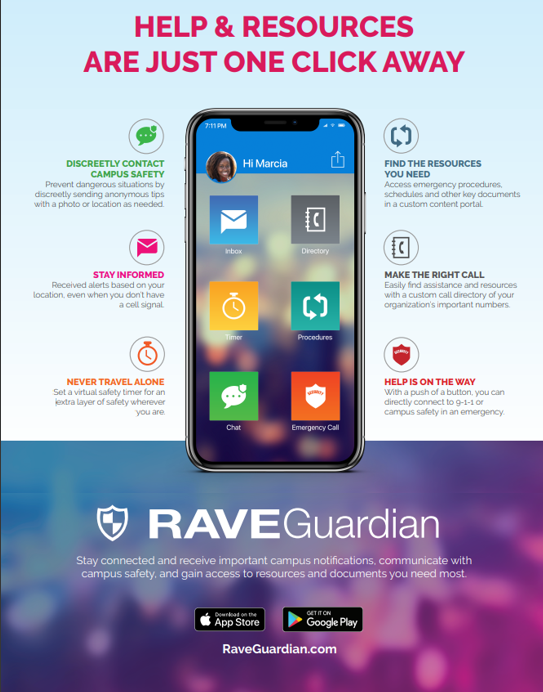 HELP & RESOURCES
ARE JUST ONE CLICK AWAY
DISCREETLY CONTACT
CAMPUS SAFETY
Prevent dangerous situations by
discreetly sending anonymous tips
with a photo or location as needed.
STAY INFORMED
Received alerts based on your
location, even when you don't have
a cell signal.
NEVER TRAVEL ALONE
Set a virtual safety timer for an
extra layer of safety wherever
you are.
7:11 PM
Hi Marcia
Inbox
Directory
Timer
Procedures
Chat
Emergency Call
FIND THE RESOURCES
YOU NEED
Access emergency procedures,
schedules and other key documents
in a custom content portal.
MAKE THE RIGHT CALL
Easily find assistance and resources
with a custom call directory of your
organization's important numbers.
HELP IS ON THE WAY
With a push of a button, you can
directly connect to 9-1-1 or
campus safety in an emergency.
RAVE Guardian
Stay connected and receive important campus notifications, communicate with
campus safety, and gain access to resources and documents you need most.
Download on the
App Store
GET IT ON
Google Play
RaveGuardian.com